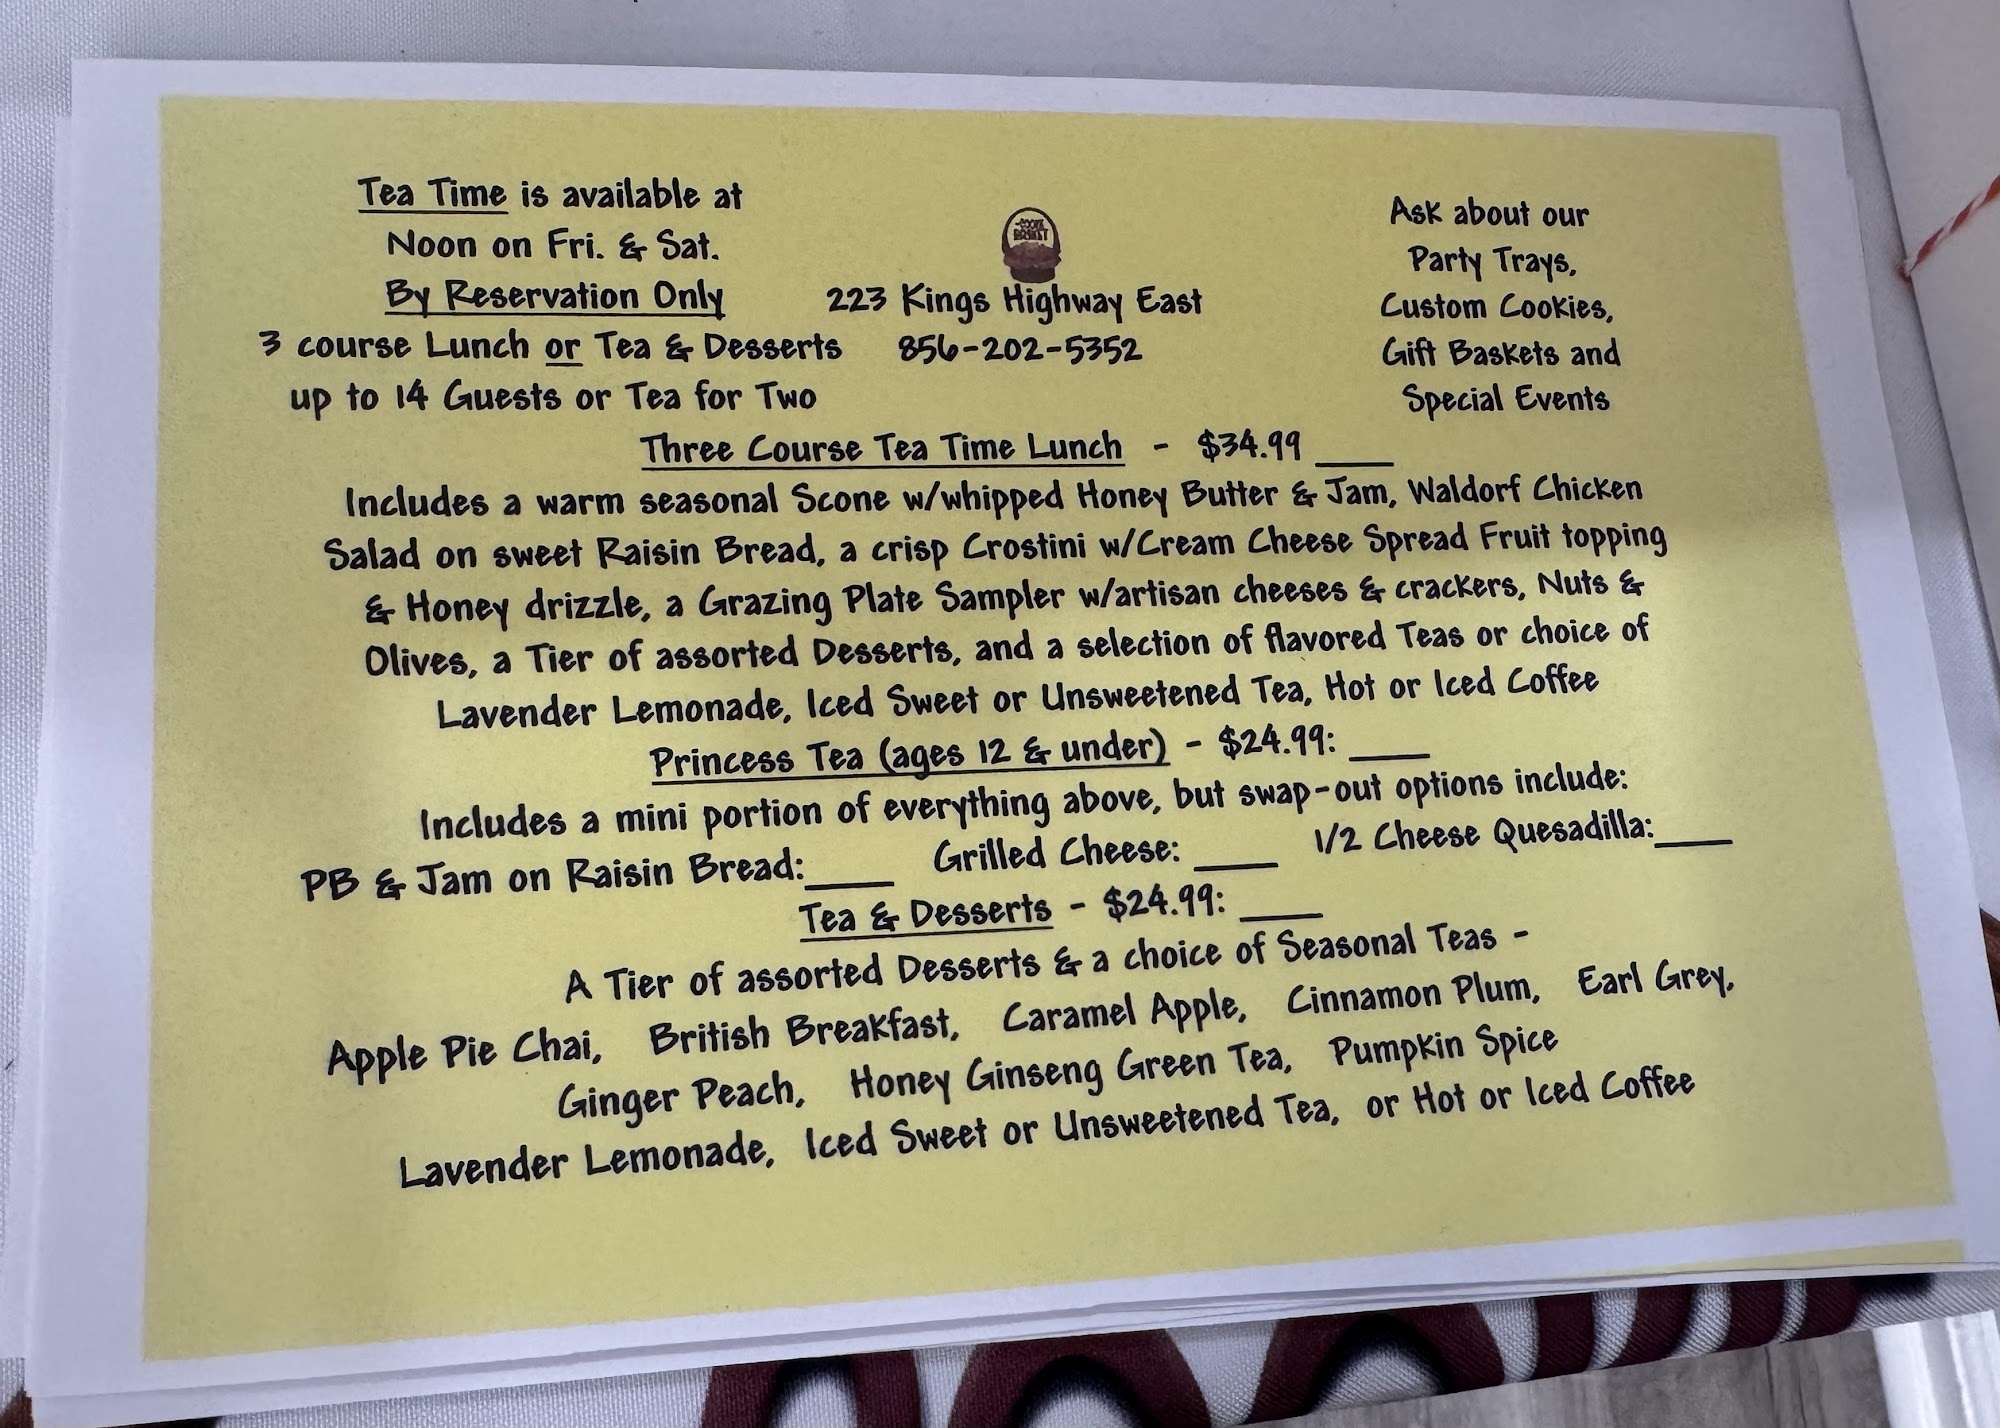 Tea Time is available at
Noon on Fri. & Sat.
By Reservation Only
3 course Lunch or Tea & Desserts
up to 14 Guests or Tea for Two
223 Kings Highway East
856-202-5352
Ask about our
Party Trays,
Custom Cookies,
Gift Baskets and
Special Events
Three Course Tea Time Lunch - $34.99 ____
Includes a warm seasonal Scone w/whipped Honey Butter & Jam, Waldorf Chicken
Salad on sweet Raisin Bread, a crisp Crostini w/Cream Cheese Spread Fruit topping
& Honey drizzle, a Grazing Plate Sampler w/artisan cheeses & crackers, Nuts &
Olives, a Tier of assorted Desserts, and a selection of flavored Teas or choice of
Lavender Lemonade, Iced Sweet or Unsweetened Tea, Hot or Iced Coffee
Princess Tea (ages 12 & under) - $24.99: ____
Includes a mini portion of everything above, but swap-out options include:
PB & Jam on Raisin Bread:____ Grilled Cheese: ____ 1/2 Cheese Quesadilla:____
Tea & Desserts - $24.99: ____
A Tier of assorted Desserts & a choice of Seasonal Teas -
Apple Pie Chai, British Breakfast, Caramel Apple, Cinnamon Plum, Earl Grey,
Ginger Peach, Honey Ginseng Green Tea, Pumpkin Spice
Lavender Lemonade, Iced Sweet or Unsweetened Tea, or Hot or Iced Coffee